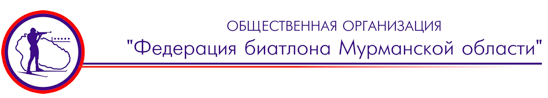 ОБЩЕСТВЕННАЯ ОРГАНИЗАЦИЯ
"Федерация биатлона Мурманской области"